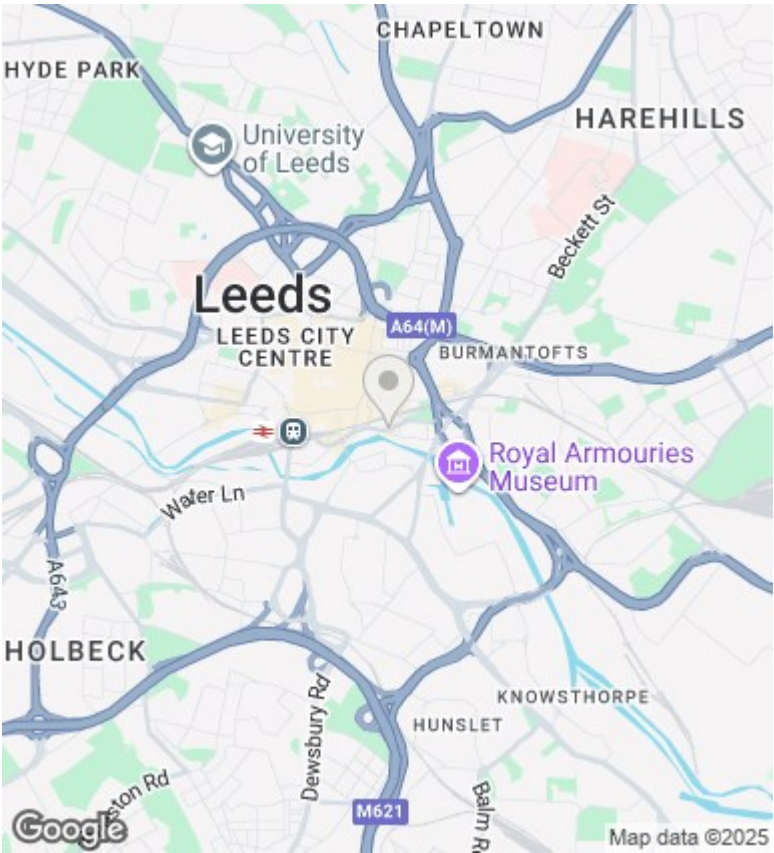 CHAPELTOWN
HYDE PARK
HAREHILLS
University
of Leeds
Beckett St
Leeds
A64(M)
LEEDS CITY
CENTRE
BURMANTOFTS
Royal Armouries
Museum
Water Ln
A643
HOLBECK
KNOWSTHORPE
Dewsbury Rd
HUNSLET
Rd
M621
Balm
Google
Map data ©2025